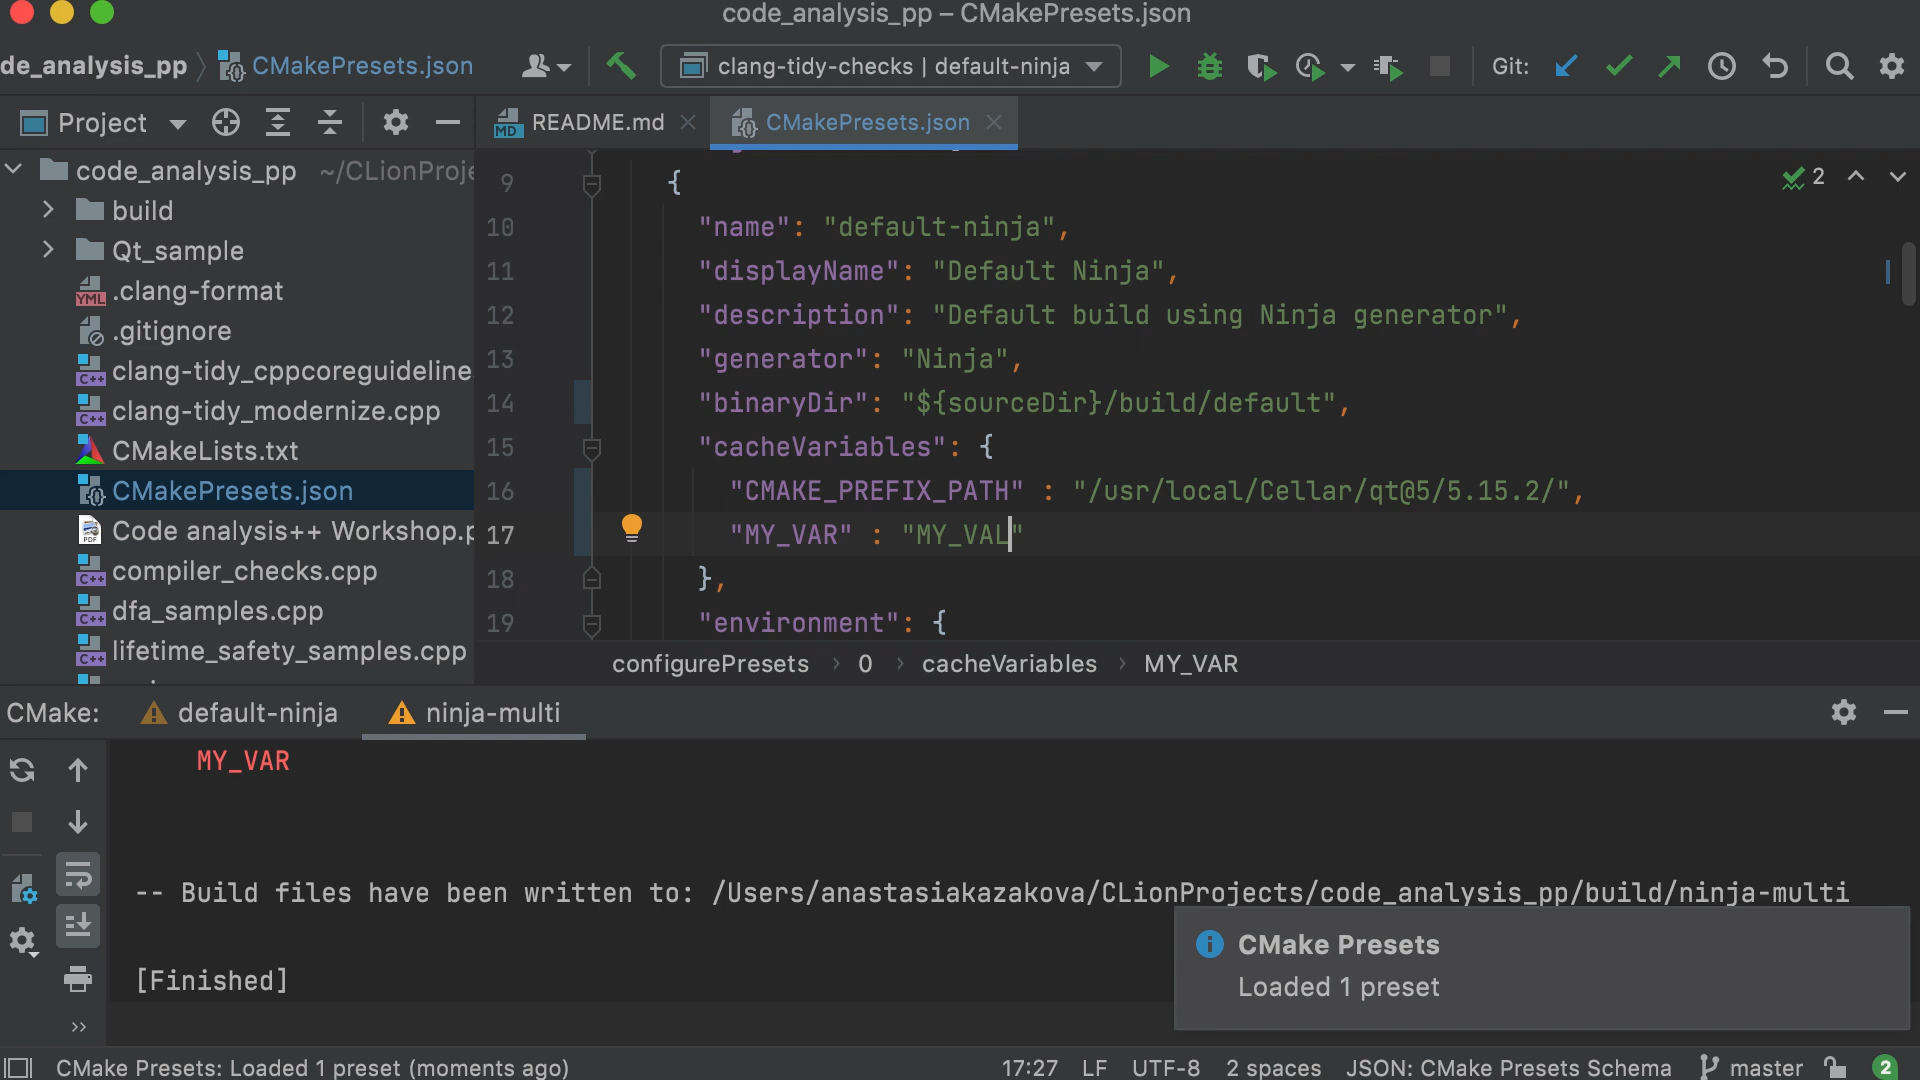 code_analysis_pp – CMakePresets.json
de_analysis_pp
CMakePresets.json
clang-tidy-checks | default-ninja
Git:
Project
README.md
CMakePresets.json
code_analysis_pp ~/CLionProje
build
Qt_sample
.clang-format
.gitignore
clang-tidy_cppcoreguideline
clang-tidy_modernize.cpp
CMakeLists.txt
CMakePresets.json
Code analysis++ Workshop.p
compiler_checks.cpp
dfa_samples.cpp
lifetime_safety_samples.cpp
2
9 {
10 "name": "default-ninja",
11 "displayName": "Default Ninja",
12 "description": "Default build using Ninja generator",
13 "generator": "Ninja",
14 "binaryDir": "${sourceDir}/build/default",
15 "cacheVariables": {
16 "CMAKE_PREFIX_PATH" : "/usr/local/Cellar/qt@5/5.15.2/",
17 "MY_VAR" : "MY_VAL"
18 },
19 "environment": {
configurePresets › 0 › cacheVariables › MY_VAR
CMake: default-ninja ninja-multi
MY_VAR
-- Build files have been written to: /Users/anastasiakazakova/CLionProjects/code_analysis_pp/build/ninja-multi
[Finished]
CMake Presets
Loaded 1 preset
CMake Presets: Loaded 1 preset (moments ago)
17:27 LF UTF-8 2 spaces JSON: CMake Presets Schema master 2